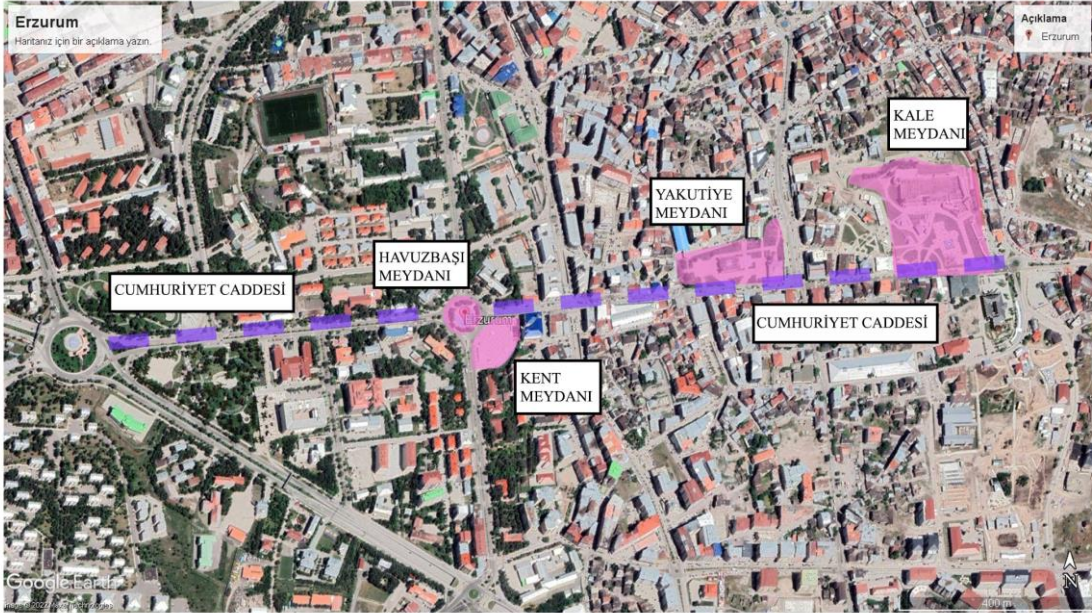 Erzurum
Haritanız için bir açıklama yazın.
Açıklama
Erzurum
KALE
MEYDANI
YAKUTİYE
MEYDANI
HAVUZBAŞI
MEYDANI
CUMHURİYET CADDESİ
Erzurum
CUMHURİYET CADDESİ
KENT
MEYDANI
Google Earth
400 m
N